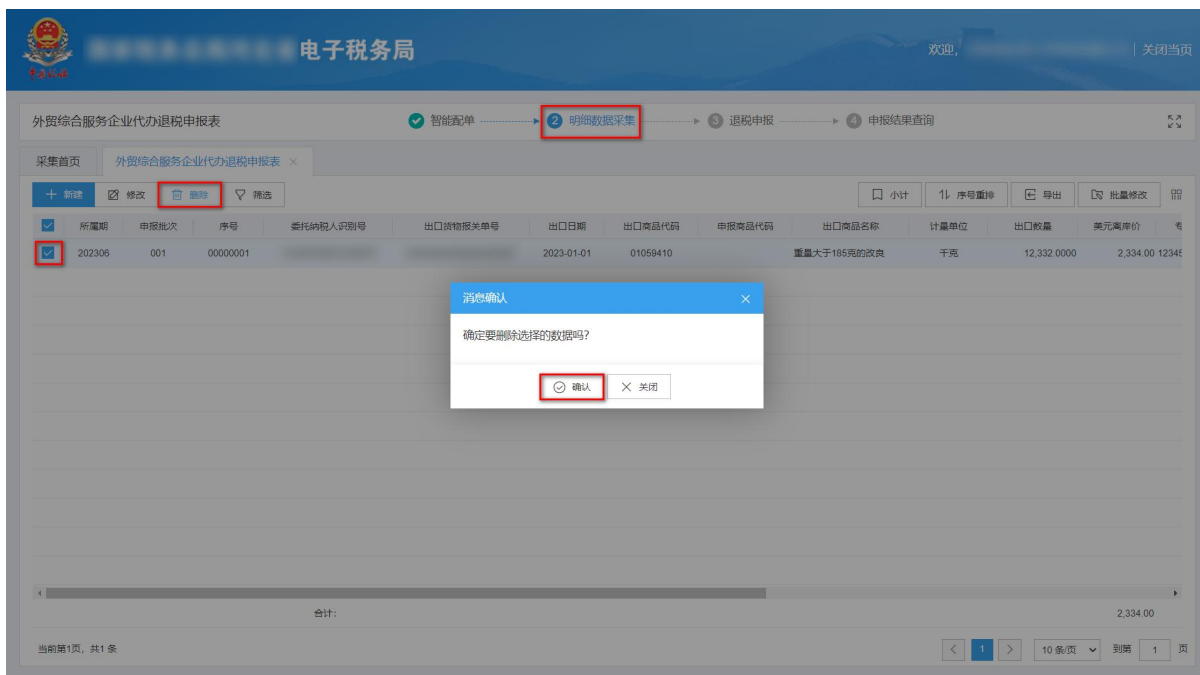 电子税务局
欢迎,
| 关闭当页
外贸综合服务企业代办退税申报表
智能配单
2 明细数据采集
3 退税申报
4 申报结果查询
采集首页
外贸综合服务企业代办退税申报表 ×
+ 新建 修改 删除 筛选
小计 序号重排 导出 批量修改
所属期 申报批次 序号 委托纳税人识别号 出口货物报关单号 出口日期 出口商品代码 申报商品代码 出口商品名称 计量单位 出口数量 美元离岸价
202306 001 00000001 2023-01-01 01059410 重量大于185克的改良 千克 12,332.0000 2,334.00 12345
消息确认
确定要删除选择的数据吗?
确认 关闭
合计: 2,334.00
当前第1页, 共1 条
< 1 > 10 条/页 到第 1 页